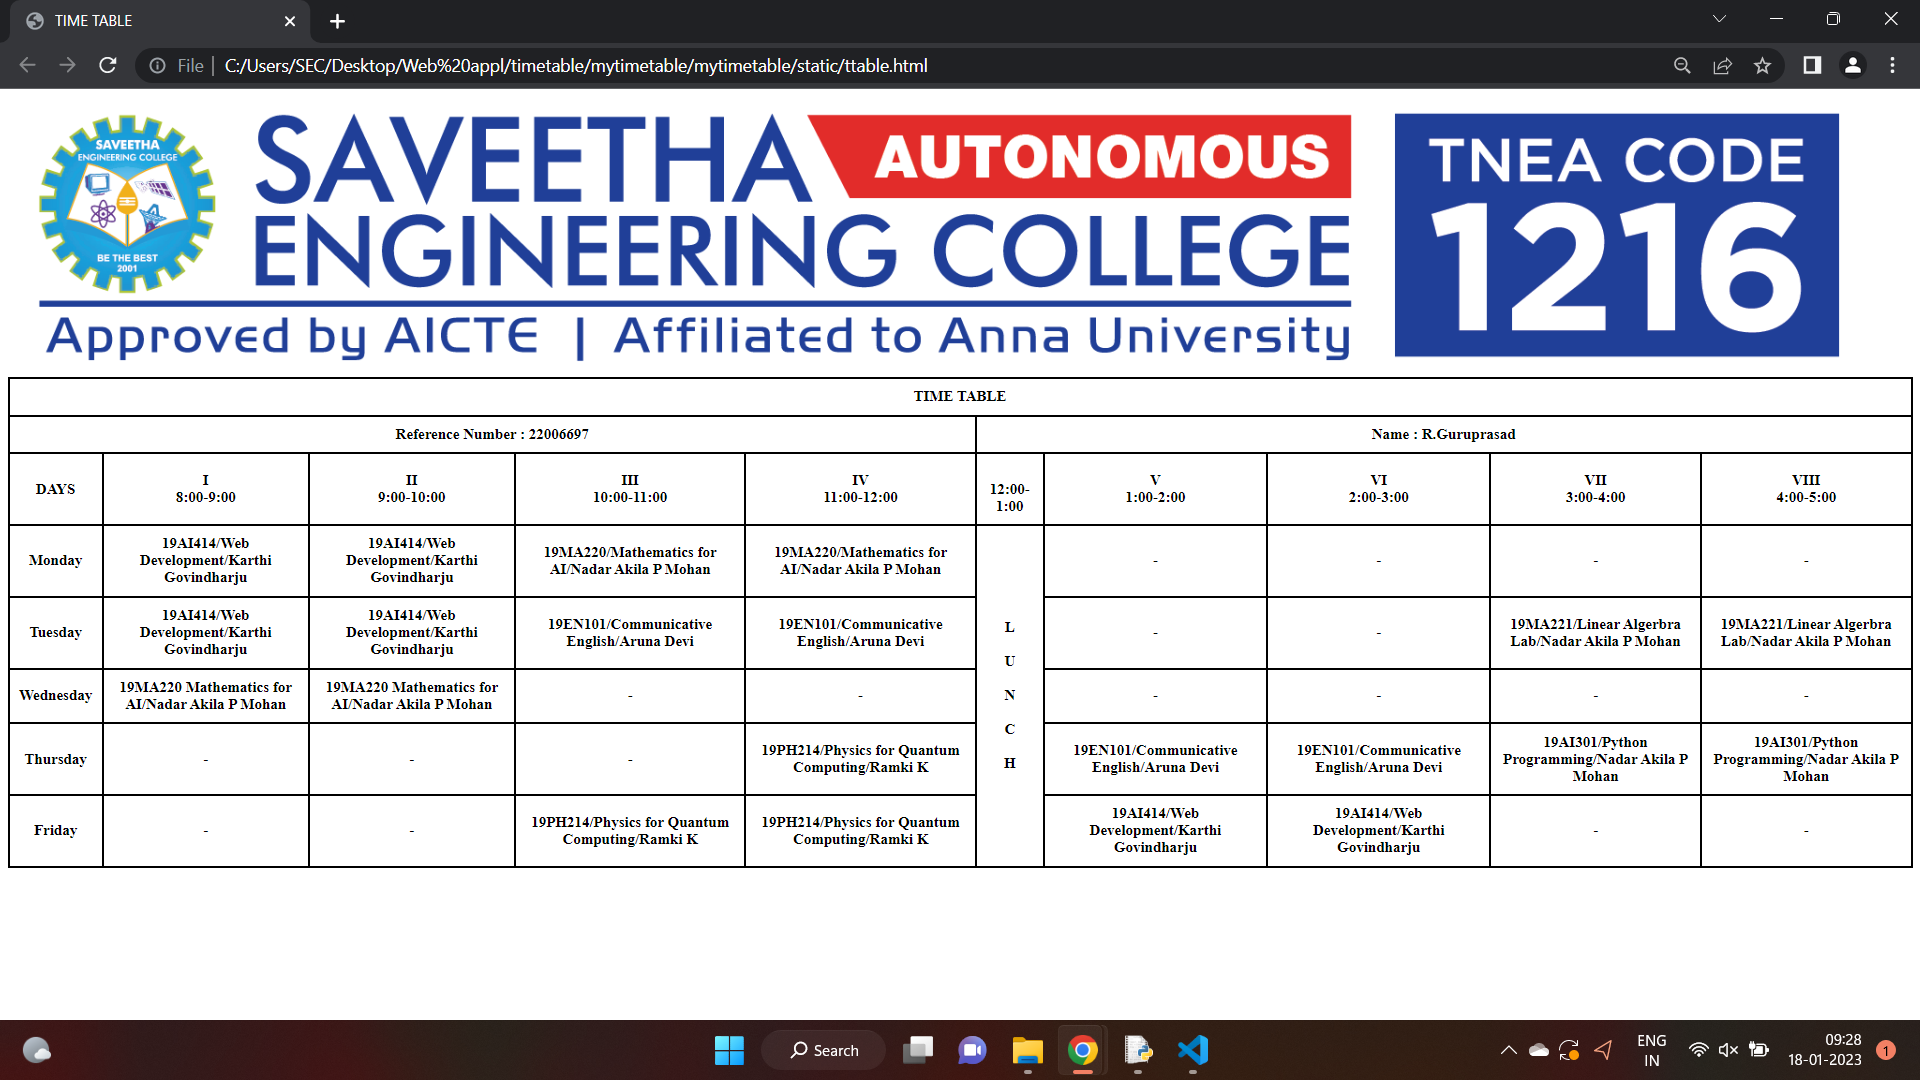 TIME TABLE
File
C:/Users/SEC/Desktop/Web%20appl/timetable/mytimetable/mytimetable/static/ttable.html
SAVEETHA
ENGINEERING COLLEGE
BE THE BEST
2001
SAVEETHA AUTONOMOUS
ENGINEERING COLLEGE
Approved by AICTE | Affiliated to Anna University
TNEA CODE
1216
TIME TABLE
Reference Number : 22006697
Name : R.Guruprasad
DAYS
I
8:00-9:00
II
9:00-10:00
III
10:00-11:00
IV
11:00-12:00
12:00-
1:00
V
1:00-2:00
VI
2:00-3:00
VII
3:00-4:00
VIII
4:00-5:00
Monday
19AI414/Web
Development/Karthi
Govindharju
19AI414/Web
Development/Karthi
Govindharju
19MA220/Mathematics for
AI/Nadar Akila P Mohan
19MA220/Mathematics for
AI/Nadar Akila P Mohan
L
U
N
C
H
-
-
-
-
Tuesday
19AI414/Web
Development/Karthi
Govindharju
19AI414/Web
Development/Karthi
Govindharju
19EN101/Communicative
English/Aruna Devi
19EN101/Communicative
English/Aruna Devi
-
-
19MA221/Linear Algerbra
Lab/Nadar Akila P Mohan
19MA221/Linear Algerbra
Lab/Nadar Akila P Mohan
Wednesday
19MA220 Mathematics for
AI/Nadar Akila P Mohan
19MA220 Mathematics for
AI/Nadar Akila P Mohan
-
-
-
-
-
-
Thursday
-
-
-
19PH214/Physics for Quantum
Computing/Ramki K
19EN101/Communicative
English/Aruna Devi
19EN101/Communicative
English/Aruna Devi
19AI301/Python
Programming/Nadar Akila P
Mohan
19AI301/Python
Programming/Nadar Akila P
Mohan
Friday
-
-
19PH214/Physics for Quantum
Computing/Ramki K
19PH214/Physics for Quantum
Computing/Ramki K
19AI414/Web
Development/Karthi
Govindharju
19AI414/Web
Development/Karthi
Govindharju
-
-
Search
ENG
IN
09:28
18-01-2023
1